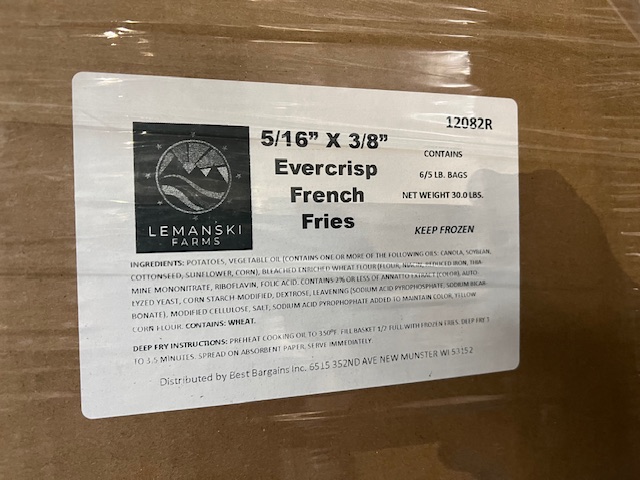 12082R
5/16” X 3/8”
Evercrisp
French
Fries
CONTAINS
6/5 LB. BAGS
NET WEIGHT 30.0 LBS.
KEEP FROZEN
LEMANSKI
FARMS
INGREDIENTS: POTATOES, VEGETABLE OIL (CONTAINS ONE OR MORE OF THE FOLLOWING OILS: CANOLA, SOYBEAN,
COTTONSEED, SUNFLOWER, CORN), BLEACHED ENRICHED WHEAT FLOUR (FLOUR, NIACIN, REDUCED IRON, THIA-
MINE MONONITRATE, RIBOFLAVIN, FOLIC ACID. CONTAINS 2% OR LESS OF ANNATTO EXTRACT (COLOR), AUTO-
LYZED YEAST, CORN STARCH-MODIFIED, DEXTROSE, LEAVENING (SODIUM ACID PYROPHOSPHATE, SODIUM BICAR-
BONATE), MODIFIED CELLULOSE, SALT, SODIUM ACID PYROPHOSPHATE ADDED TO MAINTAIN COLOR, YELLOW
CORN FLOUR. CONTAINS: WHEAT.
DEEP FRY INSTRUCTIONS: PREHEAT COOKING OIL TO 350°F. FILL BASKET 1/2 FULL WITH FROZEN FRIES. DEEP FRY 3
TO 3.5 MINUTES. SPREAD ON ABSORBENT PAPER, SERVE IMMEDIATELY
Distributed by Best Bargains Inc. 6515 352ND AVE NEW MUNSTER WI 53152